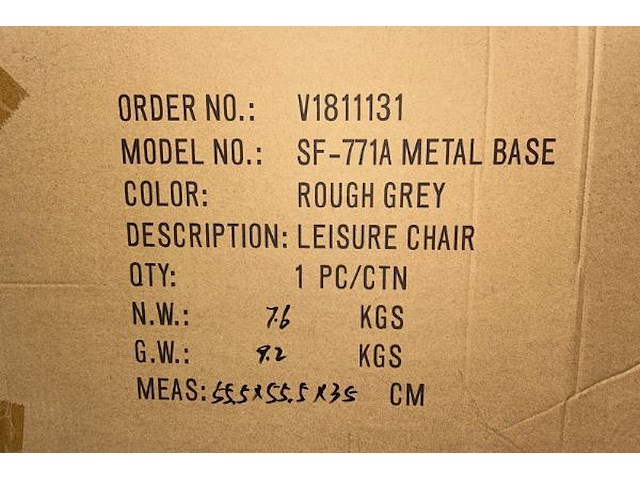 ORDER NO.: V1811131
MODEL NO.: SF-771A METAL BASE
COLOR: ROUGH GREY
DESCRIPTION: LEISURE CHAIR
QTY: 1 PC/CTN
N.W.: 7.6 KGS
G.W.: 9.2 KGS
MEAS: 55.5x55.5x35 CM